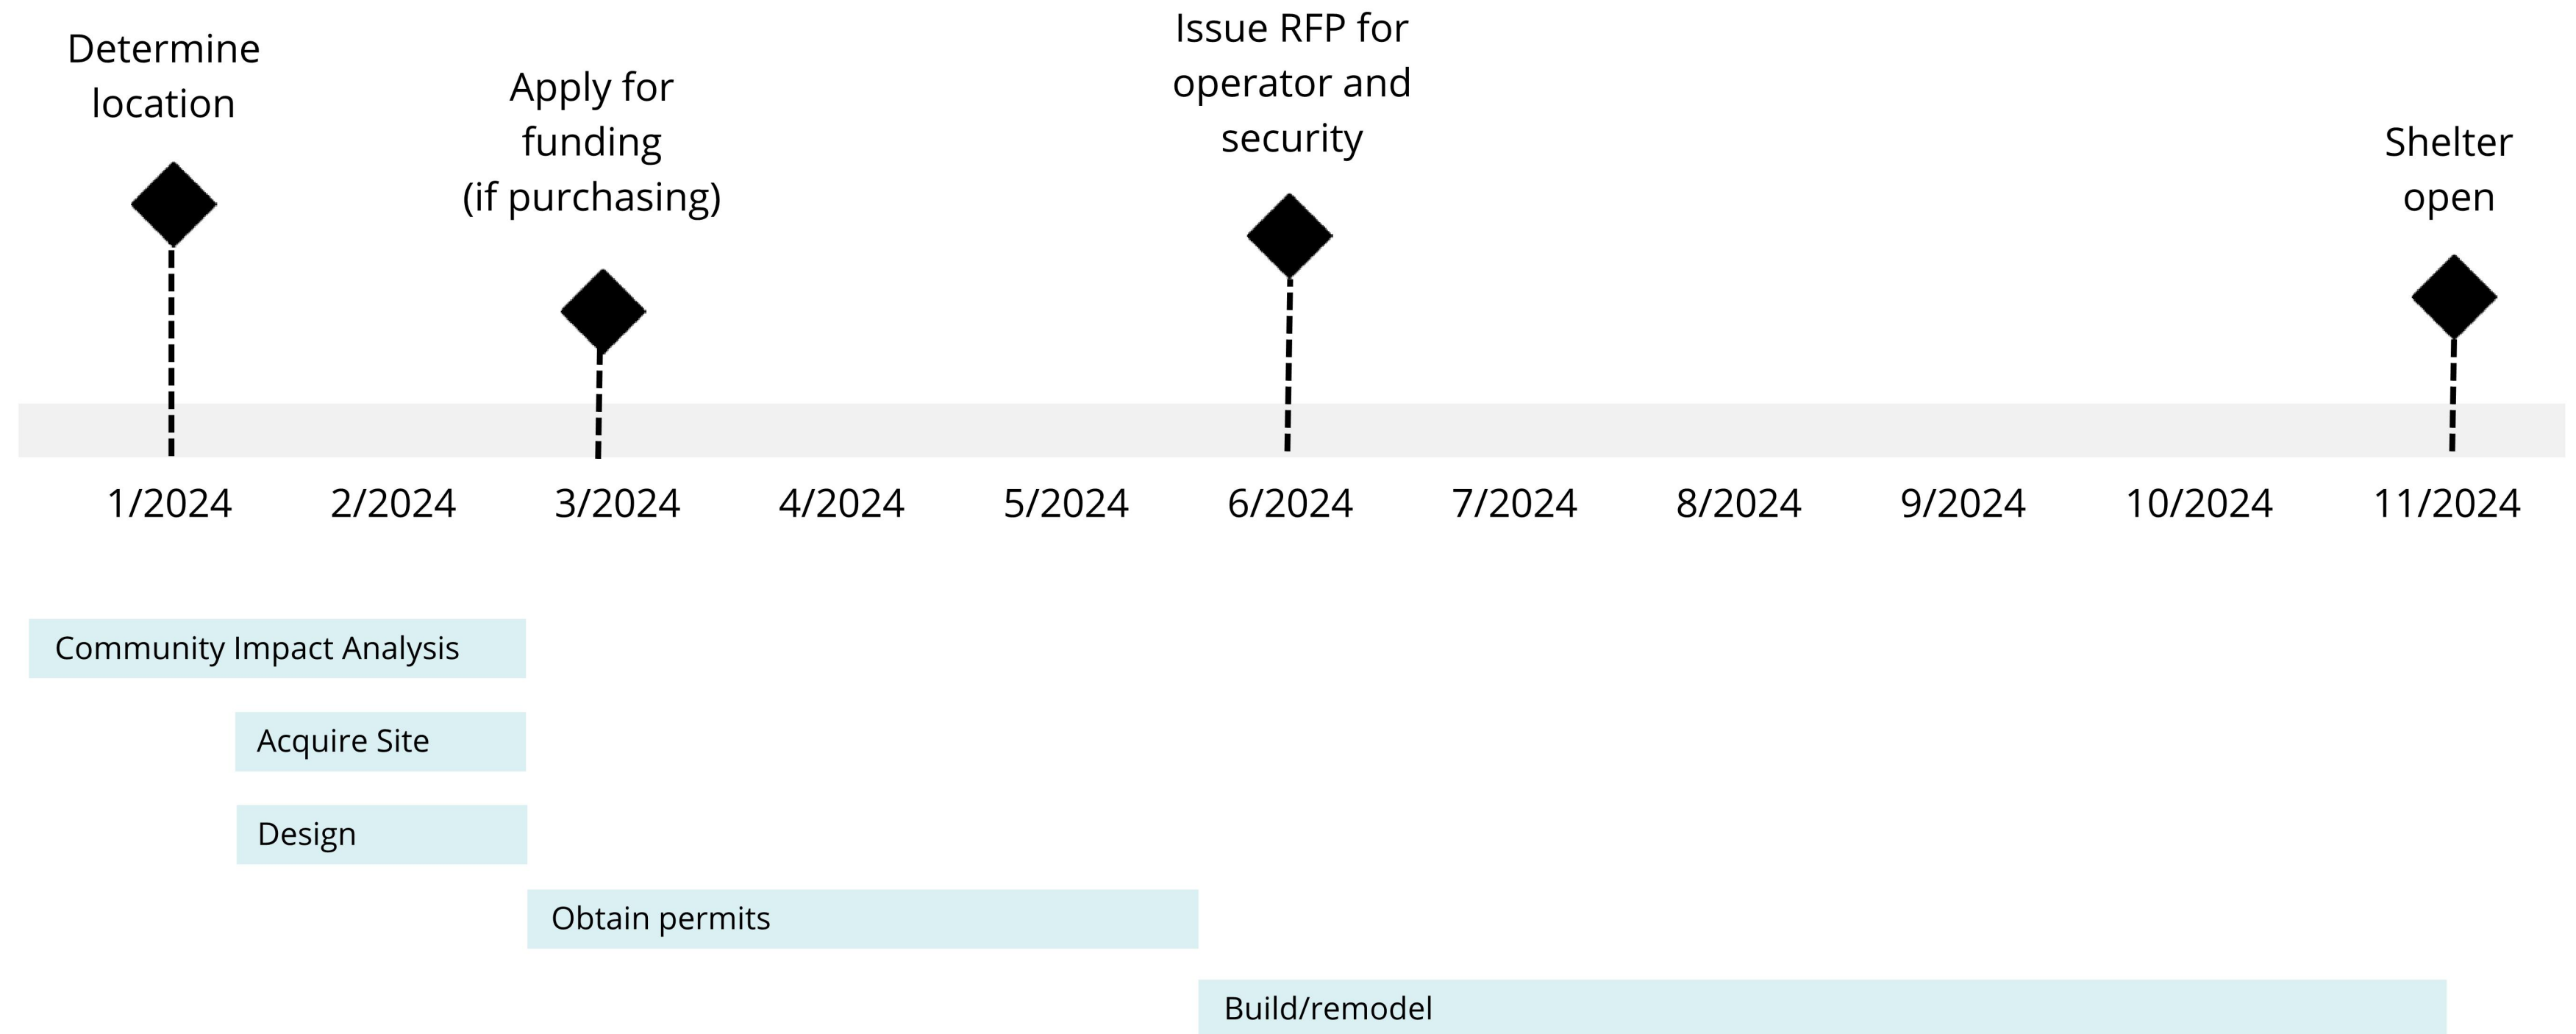 Determine
location
Apply for
funding
(if purchasing)
Issue RFP for
operator and
security
Shelter
open
1/2024
2/2024
3/2024
4/2024
5/2024
6/2024
7/2024
8/2024
9/2024
10/2024
11/2024
Community Impact Analysis
Acquire Site
Design
Obtain permits
Build/remodel